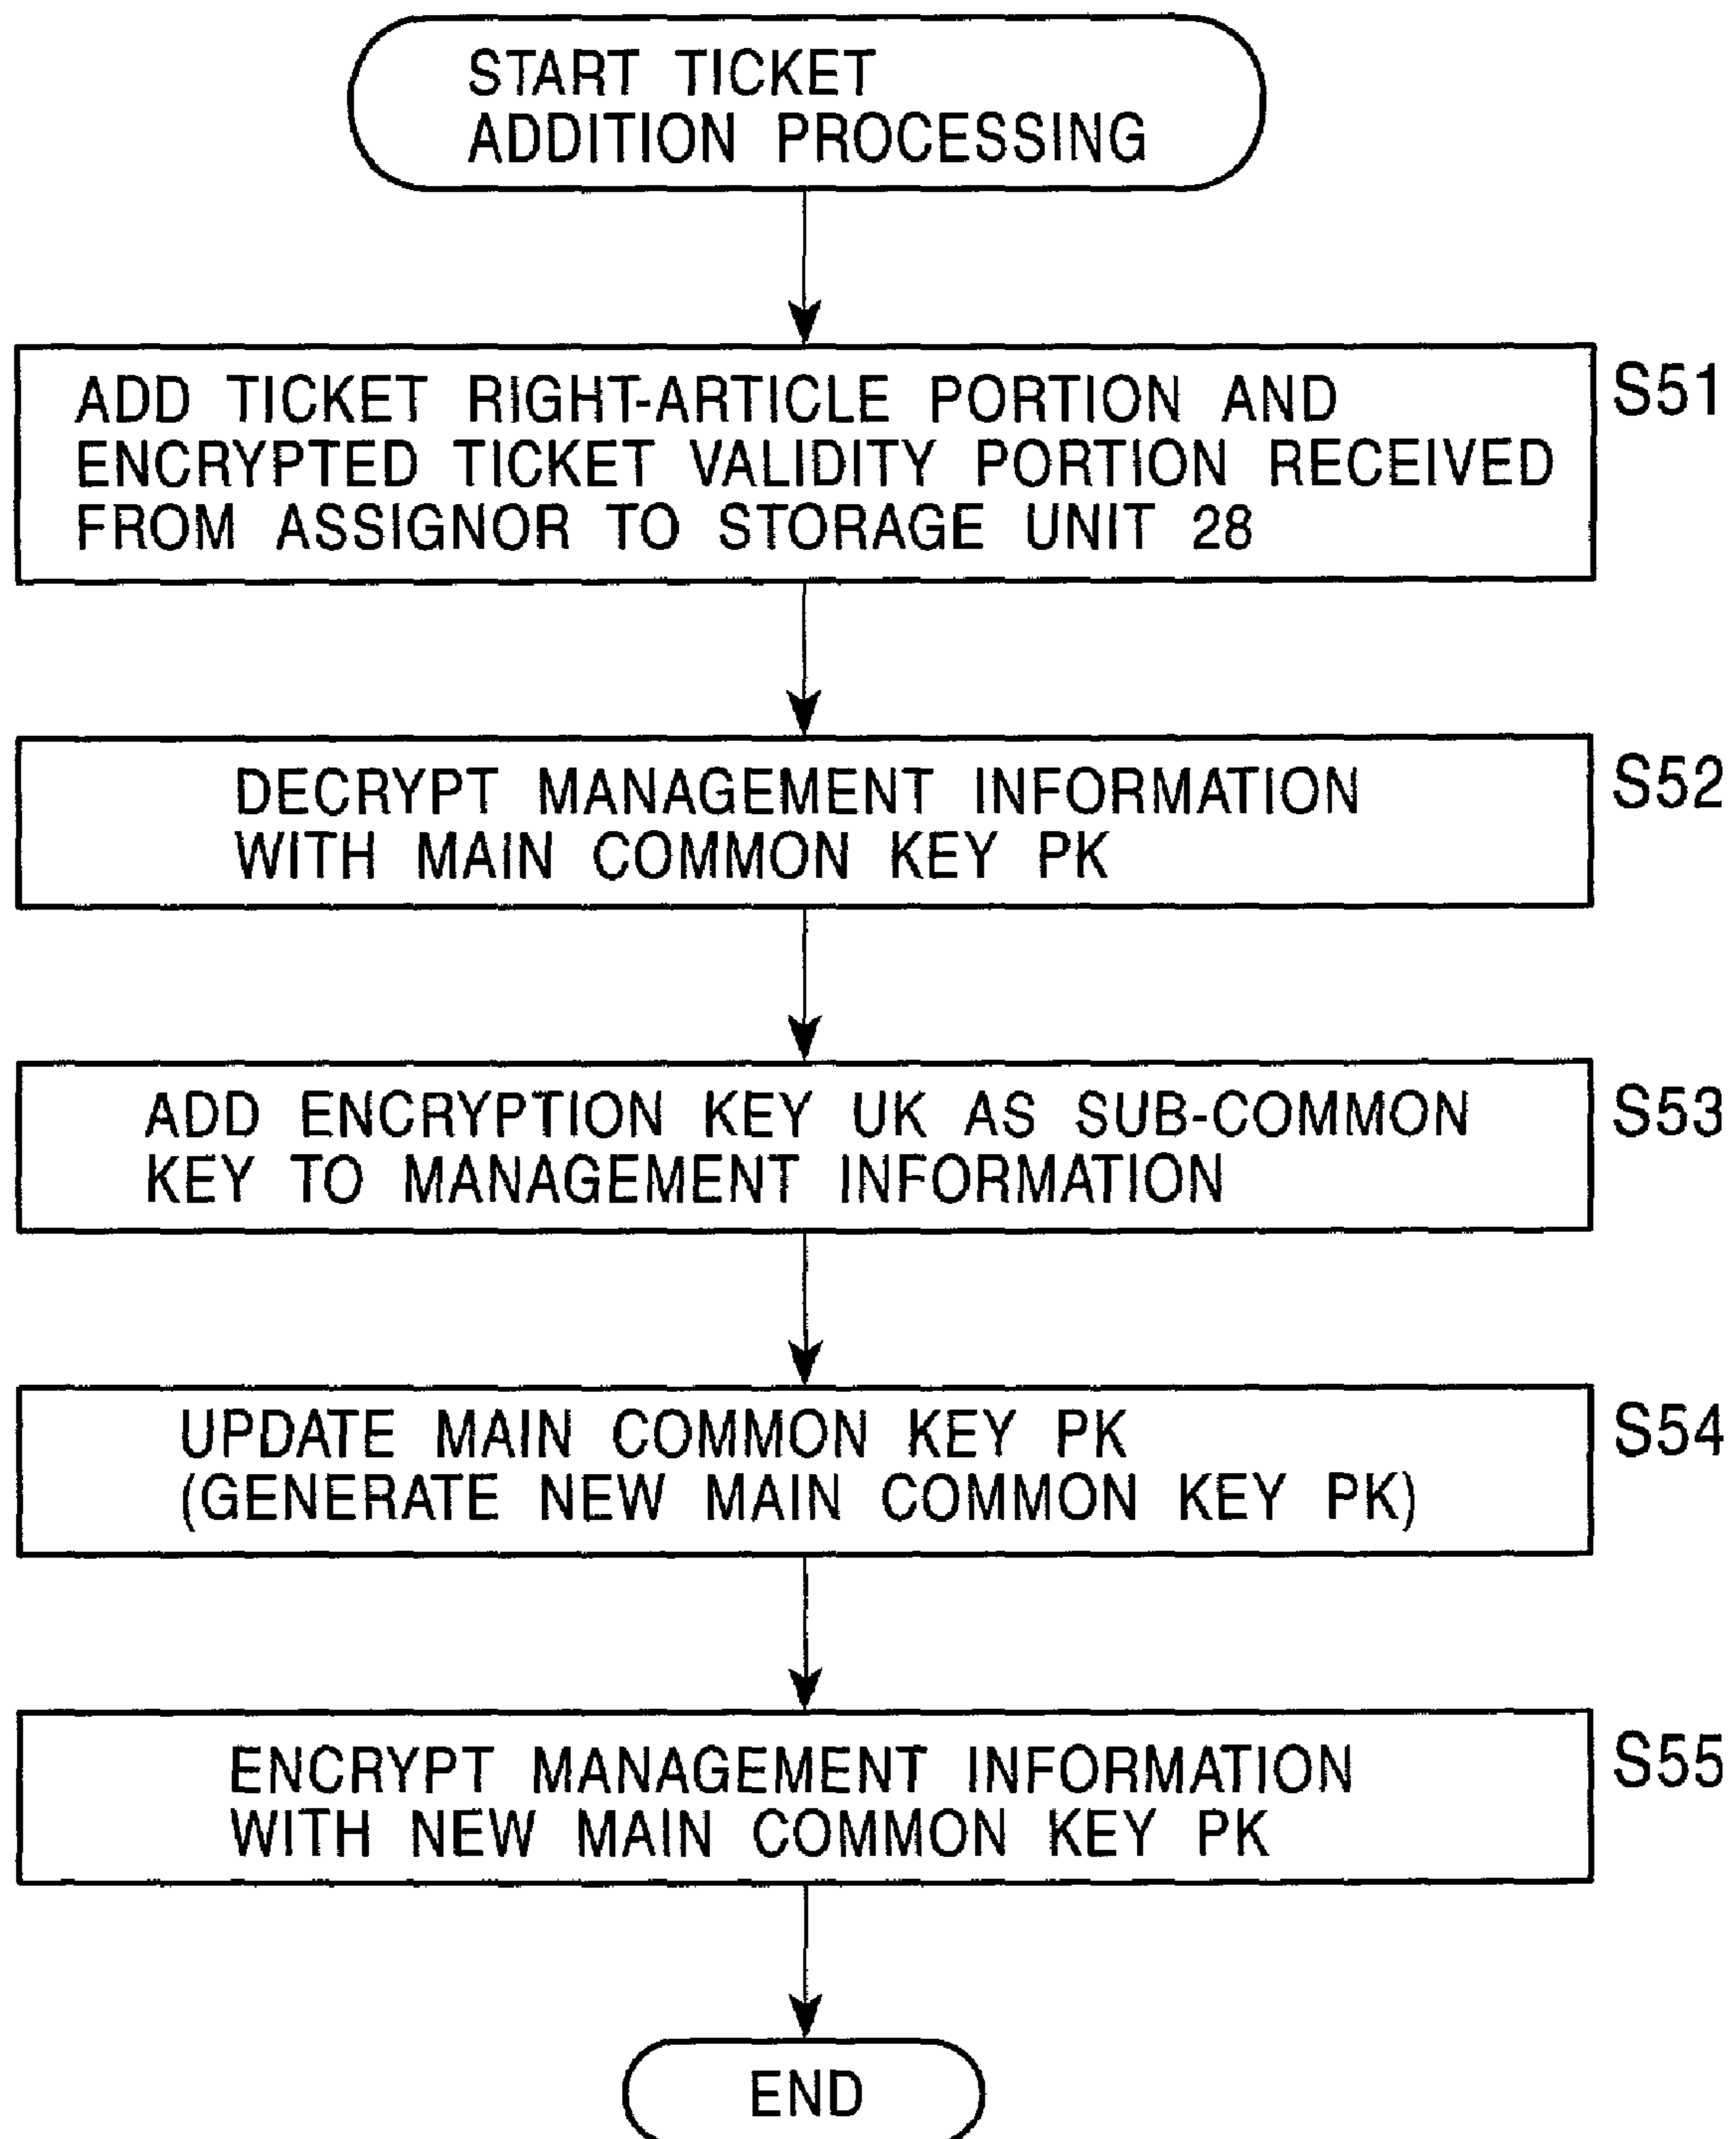 START TICKET
ADDITION PROCESSING
ADD TICKET RIGHT-ARTICLE PORTION AND
ENCRYPTED TICKET VALIDITY PORTION RECEIVED
FROM ASSIGNOR TO STORAGE UNIT 28
S51
DECRYPT MANAGEMENT INFORMATION
WITH MAIN COMMON KEY PK
S52
ADD ENCRYPTION KEY UK AS SUB-COMMON
KEY TO MANAGEMENT INFORMATION
S53
UPDATE MAIN COMMON KEY PK
(GENERATE NEW MAIN COMMON KEY PK)
S54
ENCRYPT MANAGEMENT INFORMATION
WITH NEW MAIN COMMON KEY PK
S55
END